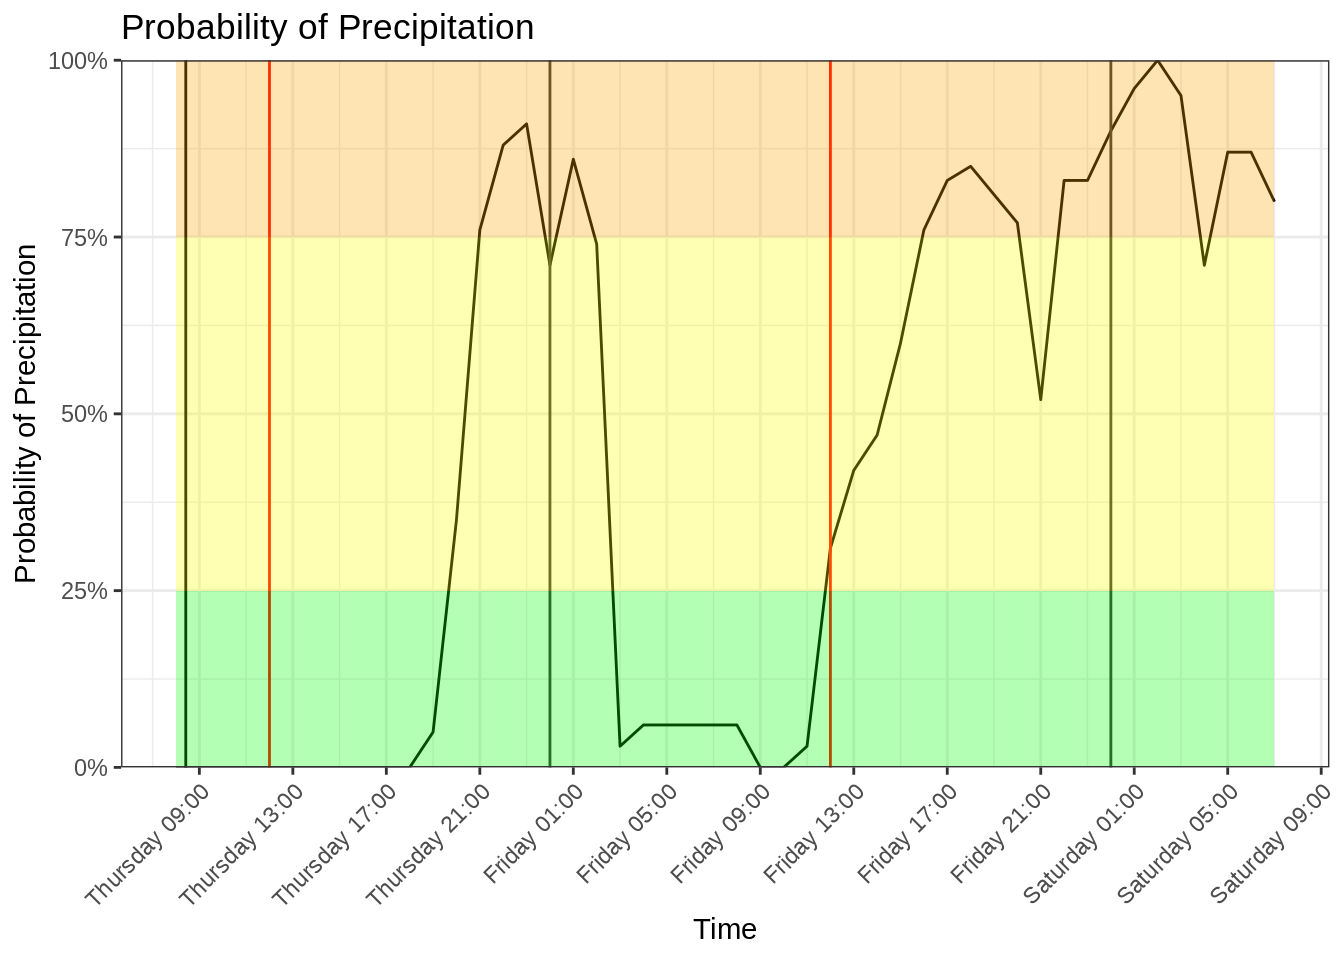 Probability of Precipitation
Probability of Precipitation
100%
75%
50%
25%
0%
Thursday 09:00
Thursday 13:00
Thursday 17:00
Thursday 21:00
Friday 01:00
Friday 05:00
Friday 09:00
Friday 13:00
Friday 17:00
Friday 21:00
Saturday 01:00
Saturday 05:00
Saturday 09:00
Time